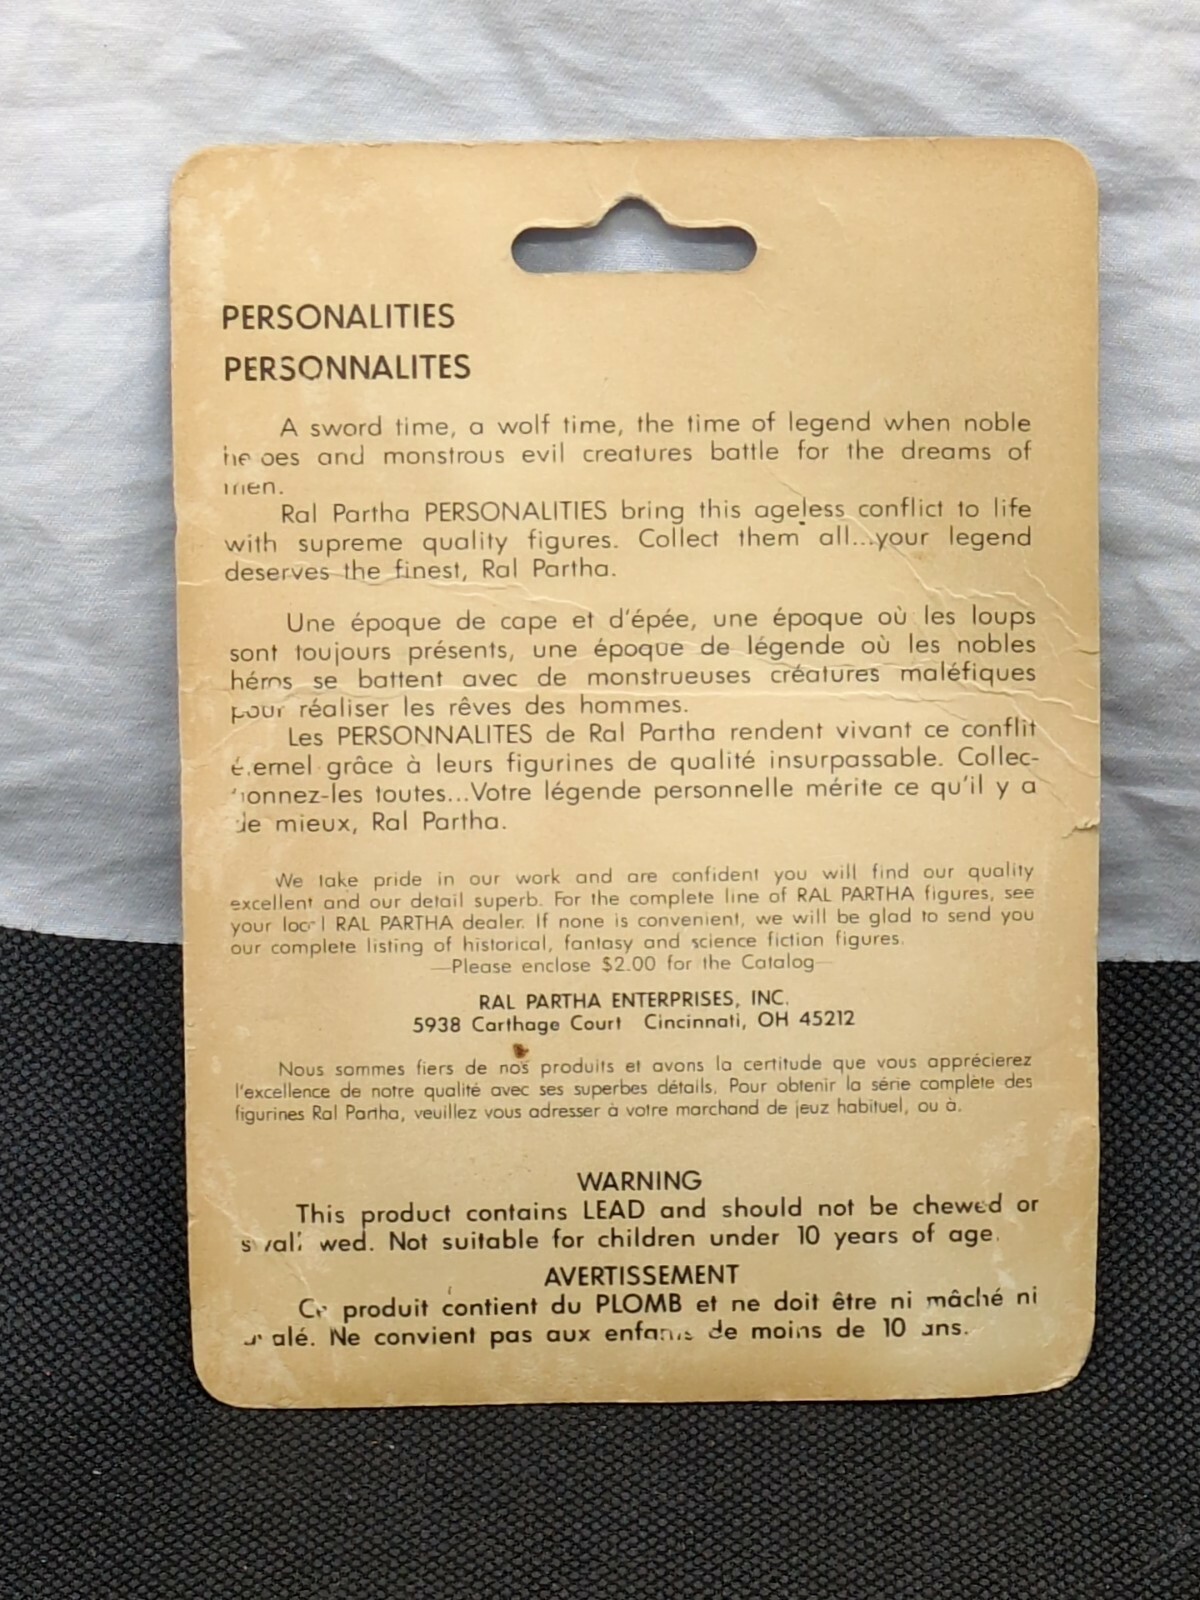 PERSONALITIES
PERSONNALITES
A sword time, a wolf time, the time of legend when noble
heroes and monstrous evil creatures battle for the dreams of
men.
Ral Partha PERSONALITIES bring this ageless conflict to life
with supreme quality figures. Collect them all...your legend
deserves the finest, Ral Partha.
Une époque de cape et d'épée, une époque où les loups
sont toujours présents, une époque de légende où les nobles
héros se battent avec de monstrueuses créatures maléfiques
pour réaliser les rêves des hommes.
Les PERSONNALITES de Ral Partha rendent vivant ce conflit
éternel grâce à leurs figurines de qualité insurpassable. Collec-
tionnez-les toutes...Votre légende personnelle mérite ce qu'il y a
de mieux, Ral Partha.
We take pride in our work and are confident you will find our quality
excellent and our detail superb. For the complete line of RAL PARTHA figures, see
your local RAL PARTHA dealer. If none is convenient, we will be glad to send you
our complete listing of historical, fantasy and science fiction figures.
—Please enclose $2.00 for the Catalog—
RAL PARTHA ENTERPRISES, INC.
5938 Carthage Court Cincinnati, OH 45212
Nous sommes fiers de nos produits et avons la certitude que vous apprécierez
l'excellence de notre qualité avec ses superbes détails. Pour obtenir la série complète des
figurines Ral Partha, veuillez vous adresser à votre marchand de jeuz habituel, ou à.
WARNING
This product contains LEAD and should not be chewed or
swallowed. Not suitable for children under 10 years of age.
AVERTISSEMENT
Ce produit contient du PLOMB et ne doit être ni mâché ni
avalé. Ne convient pas aux enfants de moins de 10 ans.